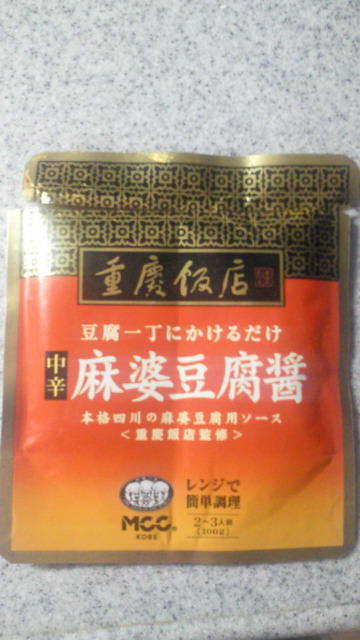 重慶飯店
豆腐一丁にかけるだけ
中辛
麻婆豆腐醤
本格四川の麻婆豆腐用ソース
<重慶飯店監修>
レンジで
簡単調理
MCC®
KOBE
2〜3人前
(100g)